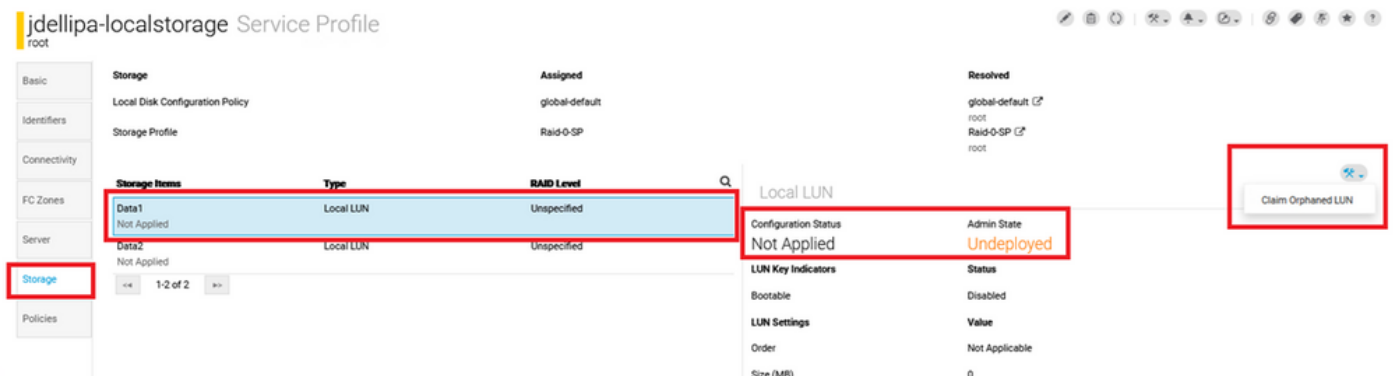 jdellipa-localstorage Service Profile
root
Basic
Identifiers
Connectivity
FC Zones
Server
Storage
Policies
Storage Assigned Resolved
Local Disk Configuration Policy global-default global-default
root
Storage Profile Raid-0-SP Raid-0-SP
root
Storage Items Type RAID Level
Data1 Local LUN Unspecified
Not Applied
Data2 Local LUN Unspecified
Not Applied
1-2 of 2
Local LUN
Claim Orphaned LUN
Configuration Status Admin State
Not Applied Undeployed
LUN Key Indicators Status
Bootable Disabled
LUN Settings Value
Order Not Applicable
Size (MB) 0